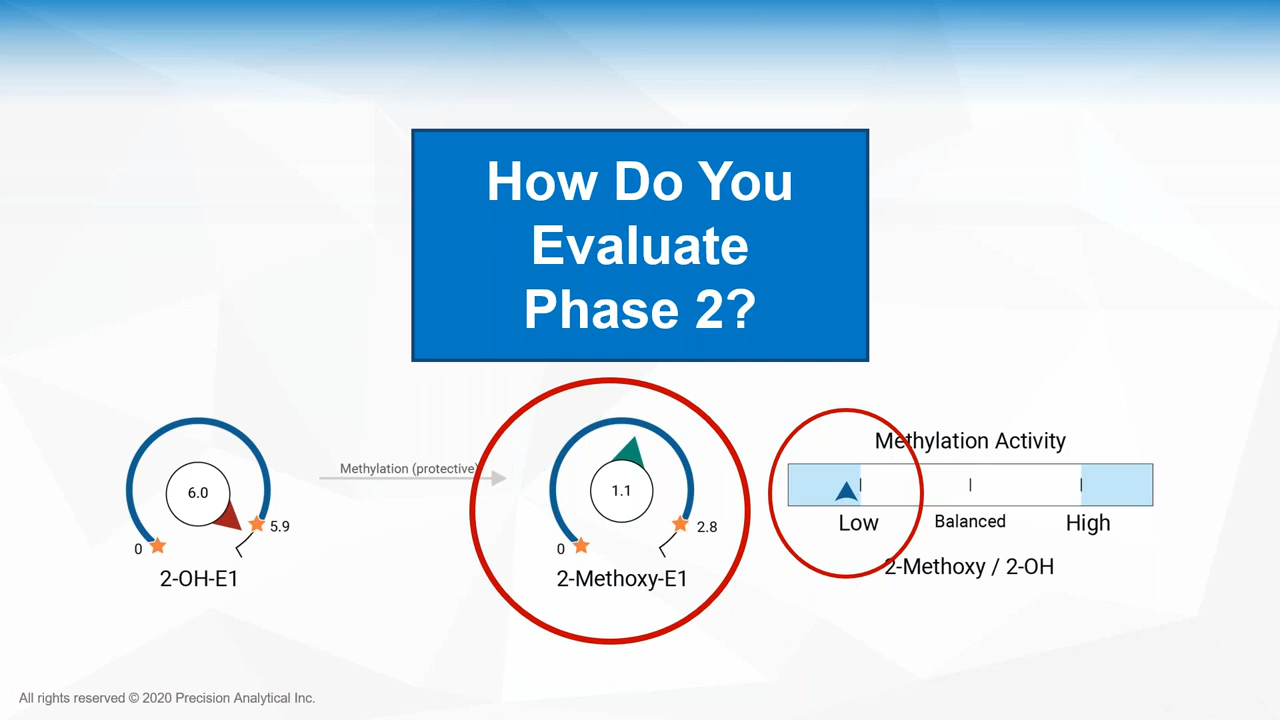 How Do You
Evaluate
Phase 2?
6.0
0
5.9
2-OH-E1
Methylation (protective)
1.1
0
2.8
2-Methoxy-E1
Methylation Activity
Low
Balanced
High
2-Methoxy / 2-OH
All rights reserved © 2020 Precision Analytical Inc.